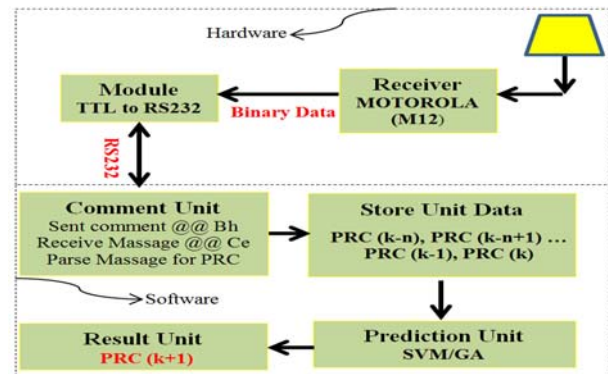 Hardware
Module
TTL to RS232
Binary Data
Receiver
MOTOROLA
(M12)
RS232
Comment Unit
Sent comment @@ Bh
Receive Massage @@ Ce
Parse Massage for PRC
Store Unit Data
PRC (k-n), PRC (k-n+1) ...
PRC (k-1), PRC (k)
Software
Result Unit
PRC (k+1)
Prediction Unit
SVM/GA